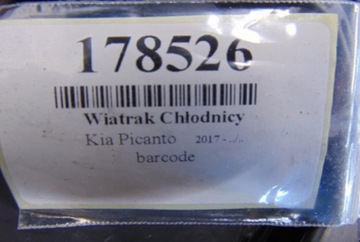 178526
Wiatrak Chłodnicy
Kia Picanto 2017 - ../..
barcode